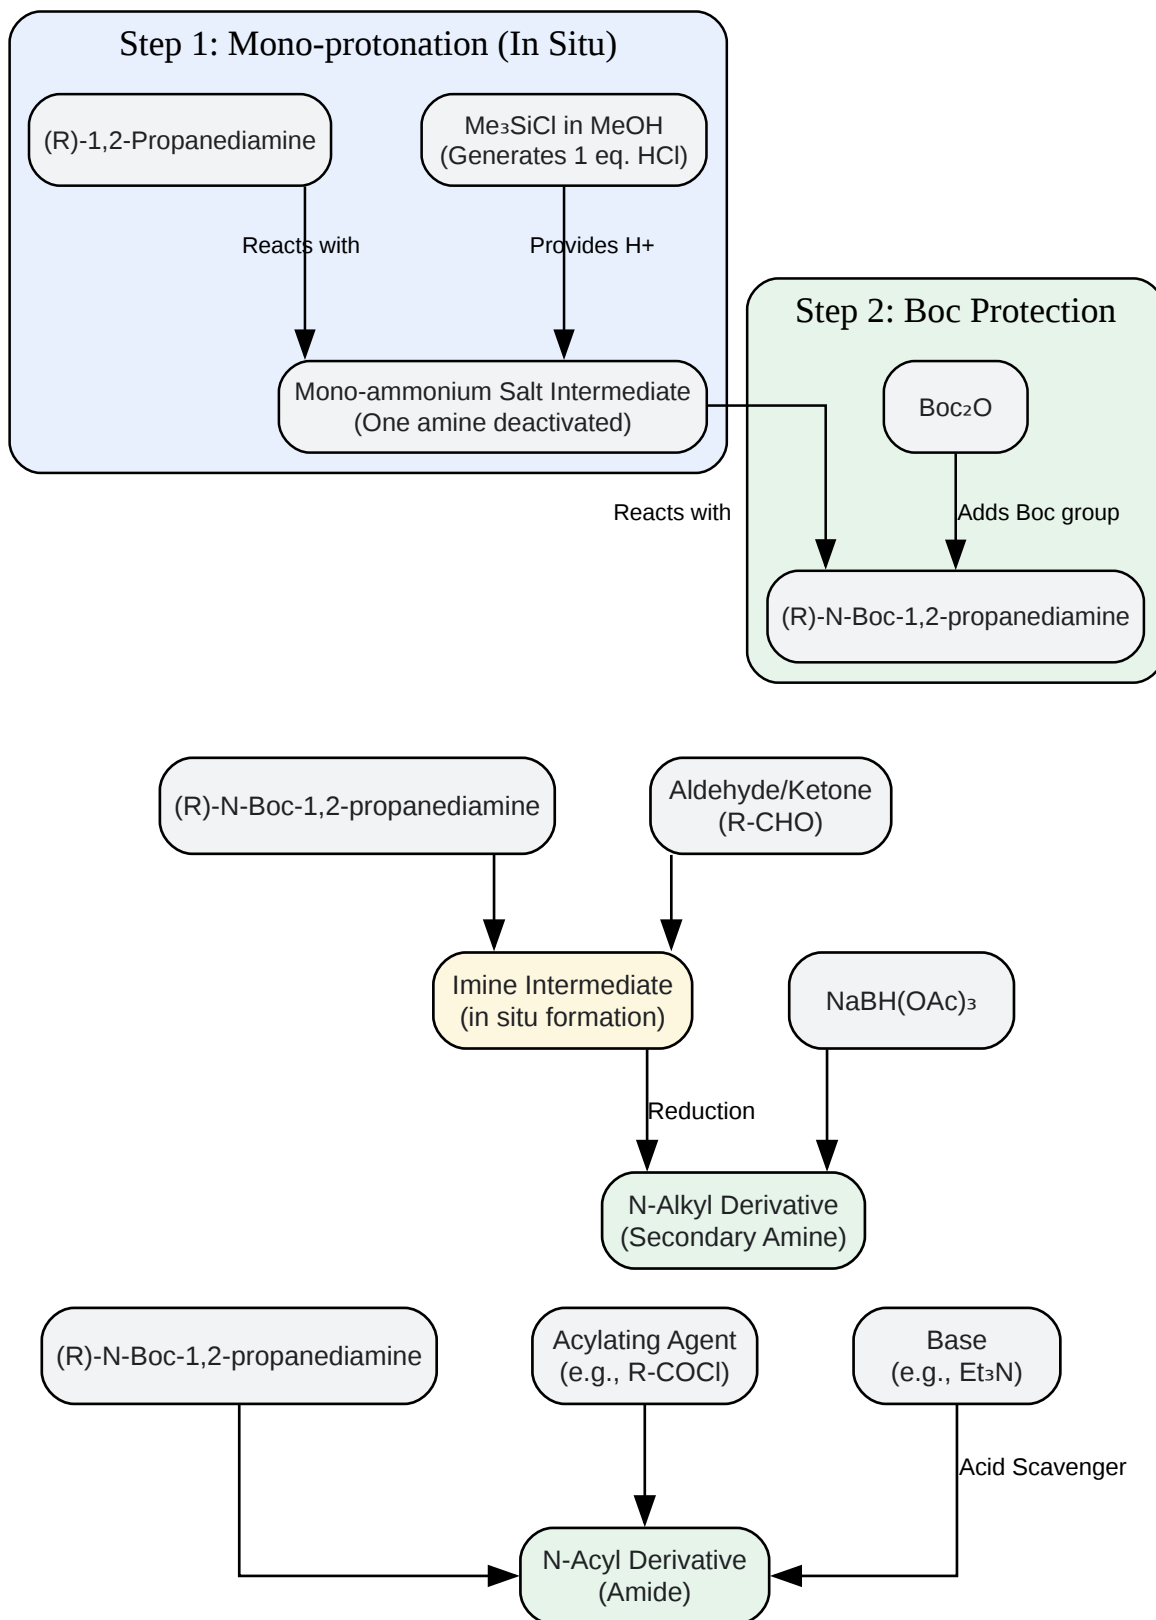 Step 1: Mono-protonation (In Situ)
(R)-1,2-Propanediamine
Me₃SiCl in MeOH
(Generates 1 eq. HCl)
Reacts with
Provides H+
Mono-ammonium Salt Intermediate
(One amine deactivated)
Step 2: Boc Protection
Boc₂O
Reacts with
Adds Boc group
(R)-N-Boc-1,2-propanediamine
(R)-N-Boc-1,2-propanediamine
Aldehyde/Ketone
(R-CHO)
Imine Intermediate
(in situ formation)
NaBH(OAc)₃
Reduction
N-Alkyl Derivative
(Secondary Amine)
(R)-N-Boc-1,2-propanediamine
Acylating Agent
(e.g., R-COCl)
Base
(e.g., Et₃N)
Acid Scavenger
N-Acyl Derivative
(Amide)